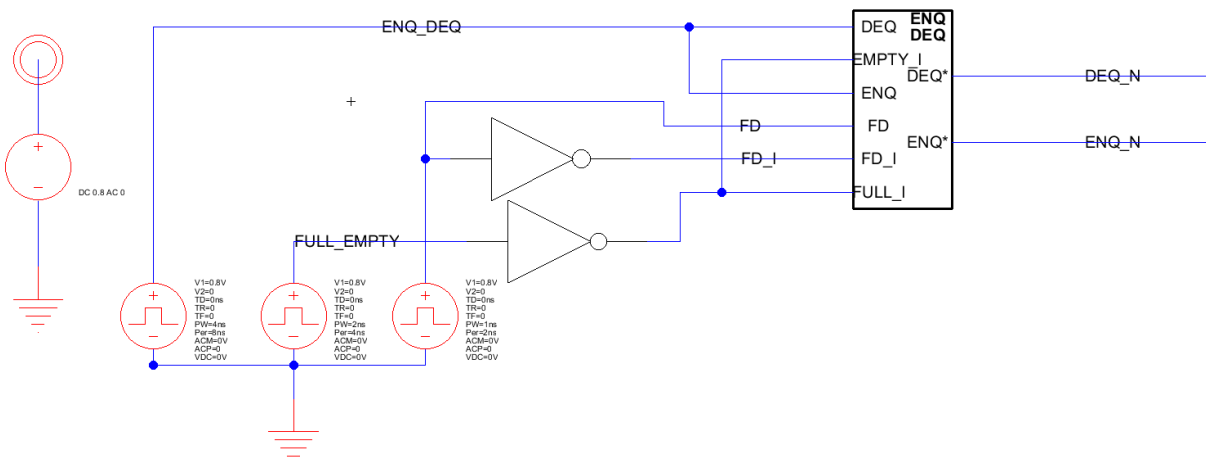 ENQ_DEQ
DEQ
ENQ
DEQ
EMPTY_I
DEQ*
DEQ_N
ENQ
FD
FD
FD_I
FD_I
ENQ*
ENQ_N
FULL_I
DC 0.8 AC 0
FULL_EMPTY
V1=0.8V
V2=0
TD=0ns
TR=0
TF=0
PW=4ns
Per=8ns
ACM=0V
ACP=0
VDC=0V
V1=0.8V
V2=0
TD=0ns
TR=0
TF=0
PW=2ns
Per=4ns
ACM=0V
ACP=0
VDC=0V
V1=0.8V
V2=0
TD=0ns
TR=0
TF=0
PW=1ns
Per=2ns
ACM=0V
ACP=0
VDC=0V